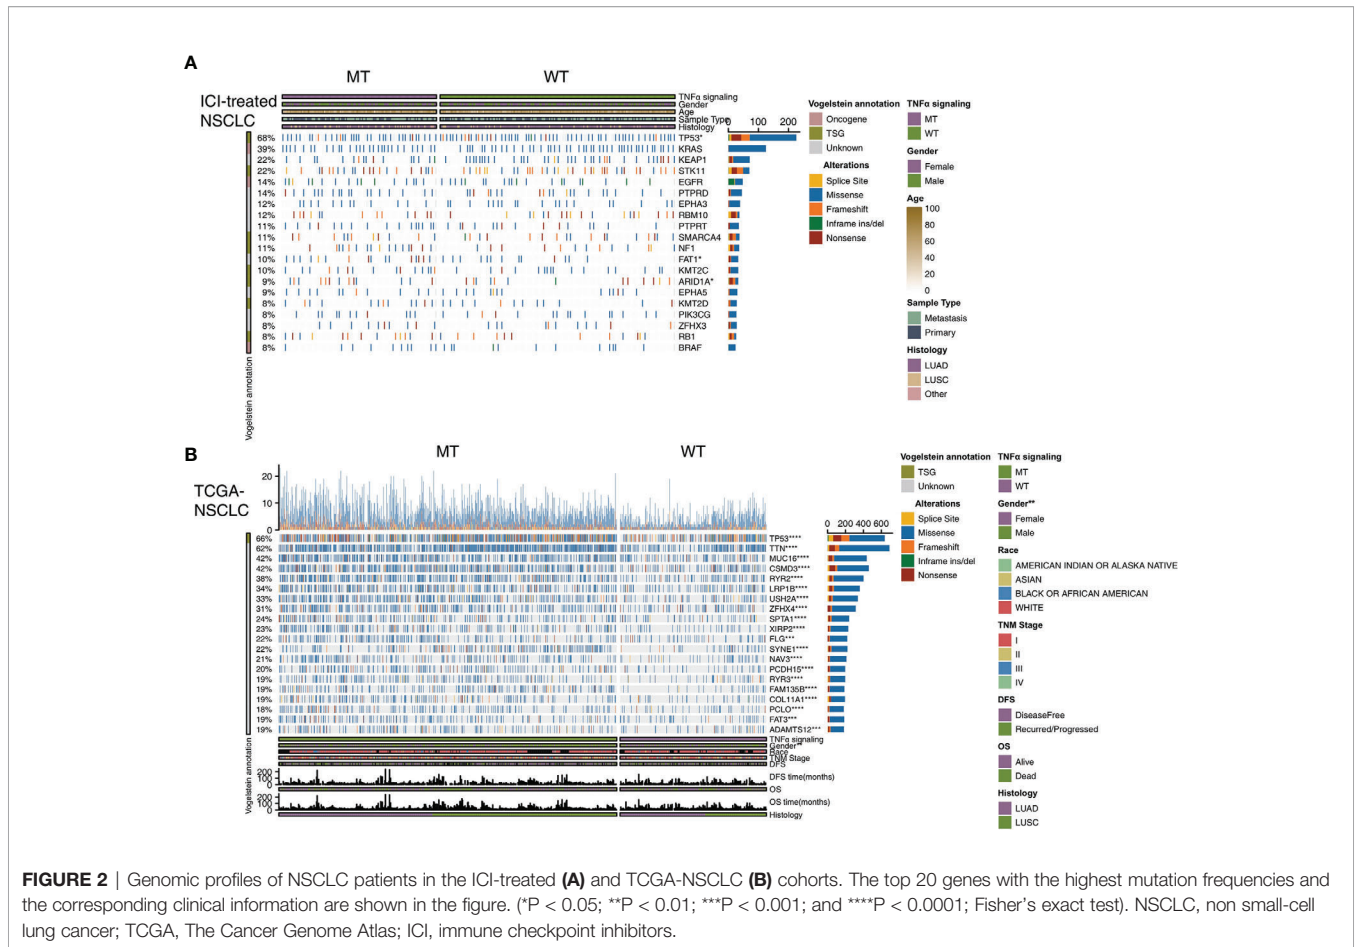 A
MT
WT
ICI-treated
NSCLC
TNFα signaling
Gender
Age
Sample Type
Histology
68% TP53*
39% KRAS
22% KEAP1
22% STK11
14% EGFR
14% PTPRD
12% EPHA3
12% RBM10
11% PTPRT
11% SMARCA4
11% NF1
10% FAT1*
10% KMT2C
9% ARID1A*
9% EPHA5
8% KMT2D
8% PIK3CG
8% ZFHX3
8% RB1
8% BRAF
0 100 200
Vogelstein annotation
Vogelstein annotation
Oncogene
TSG
Unknown
Alterations
Splice Site
Missense
Frameshift
Inframe ins/del
Nonsense
TNFα signaling
MT
WT
Gender
Female
Male
Age
100
80
60
40
20
0
Sample Type
Metastasis
Primary
Histology
LUAD
LUSC
Other
B
MT
WT
TCGA-
NSCLC
20
10
0
66% TP53****
62% TTN****
42% MUC16****
42% CSMD3****
38% RYR2****
34% LRP1B****
33% USH2A****
31% ZFHX4****
24% SPTA1****
23% XIRP2****
22% FLG***
22% SYNE1****
21% NAV3****
20% PCDH15****
19% RYR3****
19% FAM135B****
19% COL11A1****
18% PCLO****
19% FAT3***
19% ADAMTS12***
0 200 400 600
TNFα signaling
Gender**
Race
TNM Stage
DFS
200
100
0
DFS time(months)
OS
200
100
0
OS time(months)
Histology
Vogelstein annotation
Vogelstein annotation
TSG
Unknown
Alterations
Splice Site
Missense
Frameshift
Inframe ins/del
Nonsense
TNFα signaling
MT
WT
Gender**
Female
Male
Race
AMERICAN INDIAN OR ALASKA NATIVE
ASIAN
BLACK OR AFRICAN AMERICAN
WHITE
TNM Stage
I
II
III
IV
DFS
DiseaseFree
Recurred/Progressed
OS
Alive
Dead
Histology
LUAD
LUSC
FIGURE 2 | Genomic profiles of NSCLC patients in the ICI-treated (A) and TCGA-NSCLC (B) cohorts. The top 20 genes with the highest mutation frequencies and
the corresponding clinical information are shown in the figure. (*P < 0.05; **P < 0.01; ***P < 0.001; and ****P < 0.0001; Fisher's exact test). NSCLC, non small-cell
lung cancer; TCGA, The Cancer Genome Atlas; ICI, immune checkpoint inhibitors.